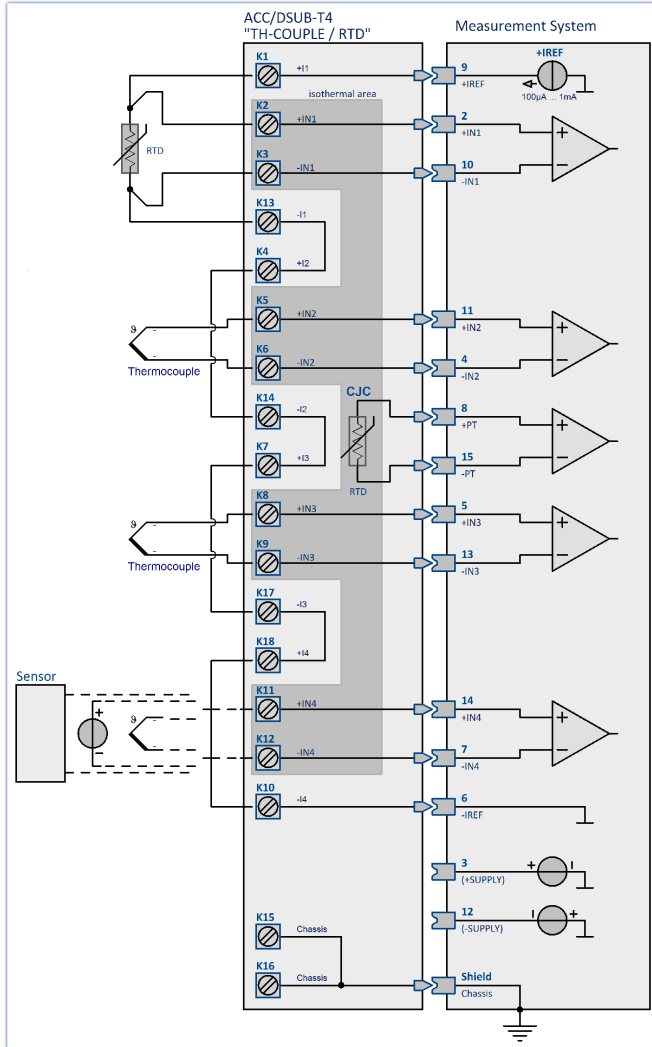 ACC/DSUB-T4
"TH-COUPLE / RTD"
Measurement System
K1
+I1
9
+IREF
+IREF
100µA ... 1mA
isothermal area
K2
+IN1
2
+IN1
+
RTD
K3
-IN1
10
-IN1
−
K13
-I1
K4
+I2
K5
+IN2
11
+IN2
+
ϑ
-
-
Thermocouple
K6
-IN2
4
-IN2
−
CJC
K14
-I2
8
+PT
+
K7
+I3
15
-PT
−
RTD
K8
+IN3
5
+IN3
+
ϑ
-
-
Thermocouple
K9
-IN3
13
-IN3
−
K17
-I3
K18
+I4
Sensor
K11
+IN4
14
+IN4
+
+
−
ϑ
-
-
K12
-IN4
7
-IN4
−
K10
-I4
6
-IREF
3
(+SUPPLY)
+ I
12
(-SUPPLY)
I +
K15
Chassis
K16
Chassis
Shield
Chassis